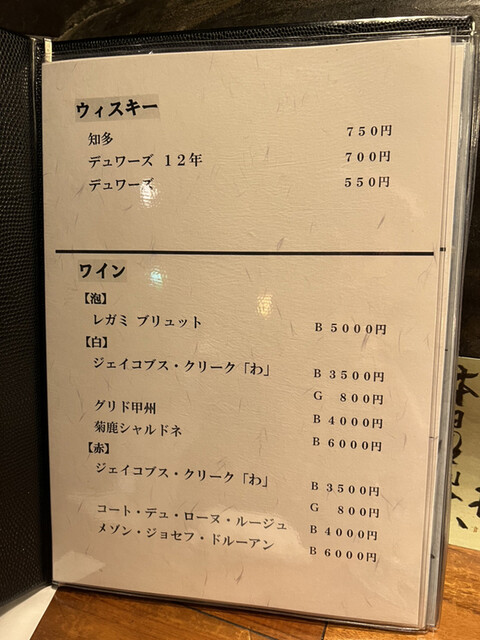 ウィスキー
知多 750円
デュワーズ 12年 700円
デュワーズ 550円
ワイン
【泡】
レガミ ブリュット B 5000円
【白】
ジェイコブス・クリーク「わ」 B 3500円
G 800円
グリド甲州 B 4000円
菊鹿シャルドネ B 6000円
【赤】
ジェイコブス・クリーク「わ」 B 3500円
G 800円
コート・デュ・ローヌ・ルージュ B 4000円
メゾン・ジョセフ・ドルーアン B 6000円